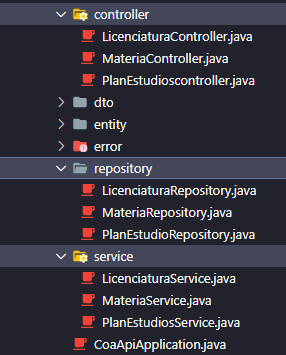 controller
LicenciaturaController.java
MateriaController.java
PlanEstudioscontroller.java
dto
entity
error
repository
LicenciaturaRepository.java
MateriaRepository.java
PlanEstudioRepository.java
service
LicenciaturaService.java
MateriaService.java
PlanEstudiosService.java
CoaApiApplication.java